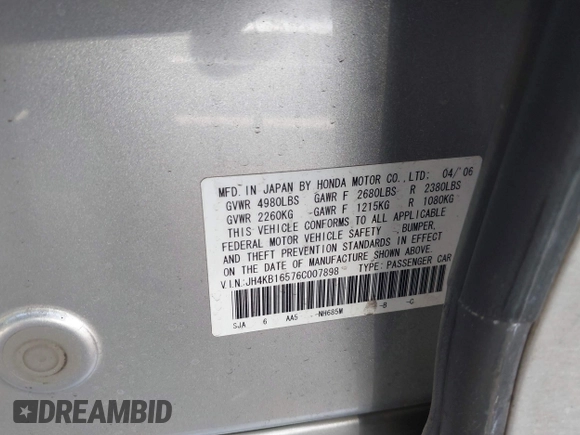 MFD. IN JAPAN BY HONDA MOTOR CO.,LTD: 04/'06
GVWR 4980LBS GAWR F 2680LBS R 2380LBS
GVWR 2260KG GAWR F 1215KG R 1080KG
THIS VEHICLE CONFORMS TO ALL APPLICABLE
FEDERAL MOTOR VEHICLE SAFETY, BUMPER,
AND THEFT PREVENTION STANDARDS IN EFFECT
ON THE DATE OF MANUFACTURE SHOWN ABOVE.
V.I.N:JH4KB16576C007898 TYPE: PASSENGER CAR
SJA 6 AA5 --NH685M -B -G
DREAMBID